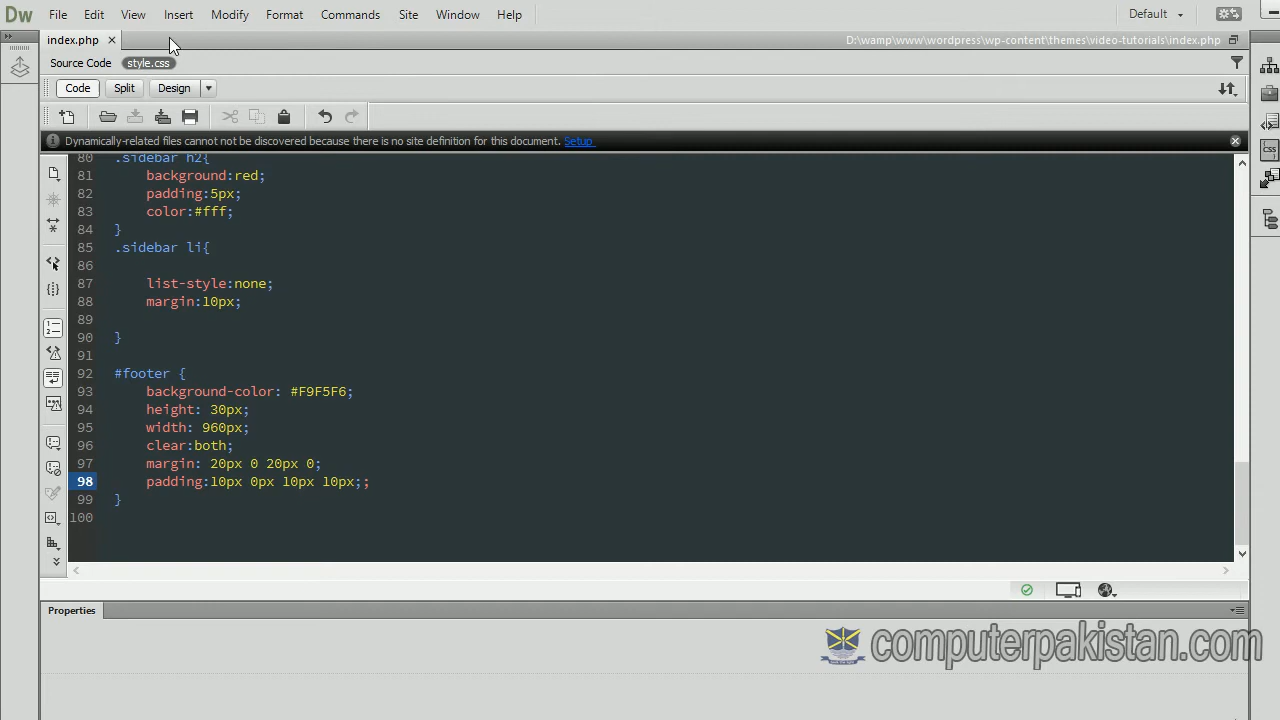 Dw File Edit View Insert Modify Format Commands Site Window Help Default
index.php D:\wamp\www\wordpress\wp-content\themes\video-tutorials\index.php
Source Code style.css
Code Split Design
Dynamically-related files cannot not be discovered because there is no site definition for this document. Setup
80 .sidebar h2{
81 background:red;
82 padding:5px;
83 color:#fff;
84 }
85 .sidebar li{
86
87 list-style:none;
88 margin:10px;
89
90 }
91
92 #footer {
93 background-color: #F9F5F6;
94 height: 30px;
95 width: 960px;
96 clear:both;
97 margin: 20px 0 20px 0;
98 padding:10px 0px 10px 10px;;
99 }
100
Properties
computerpakistan.com